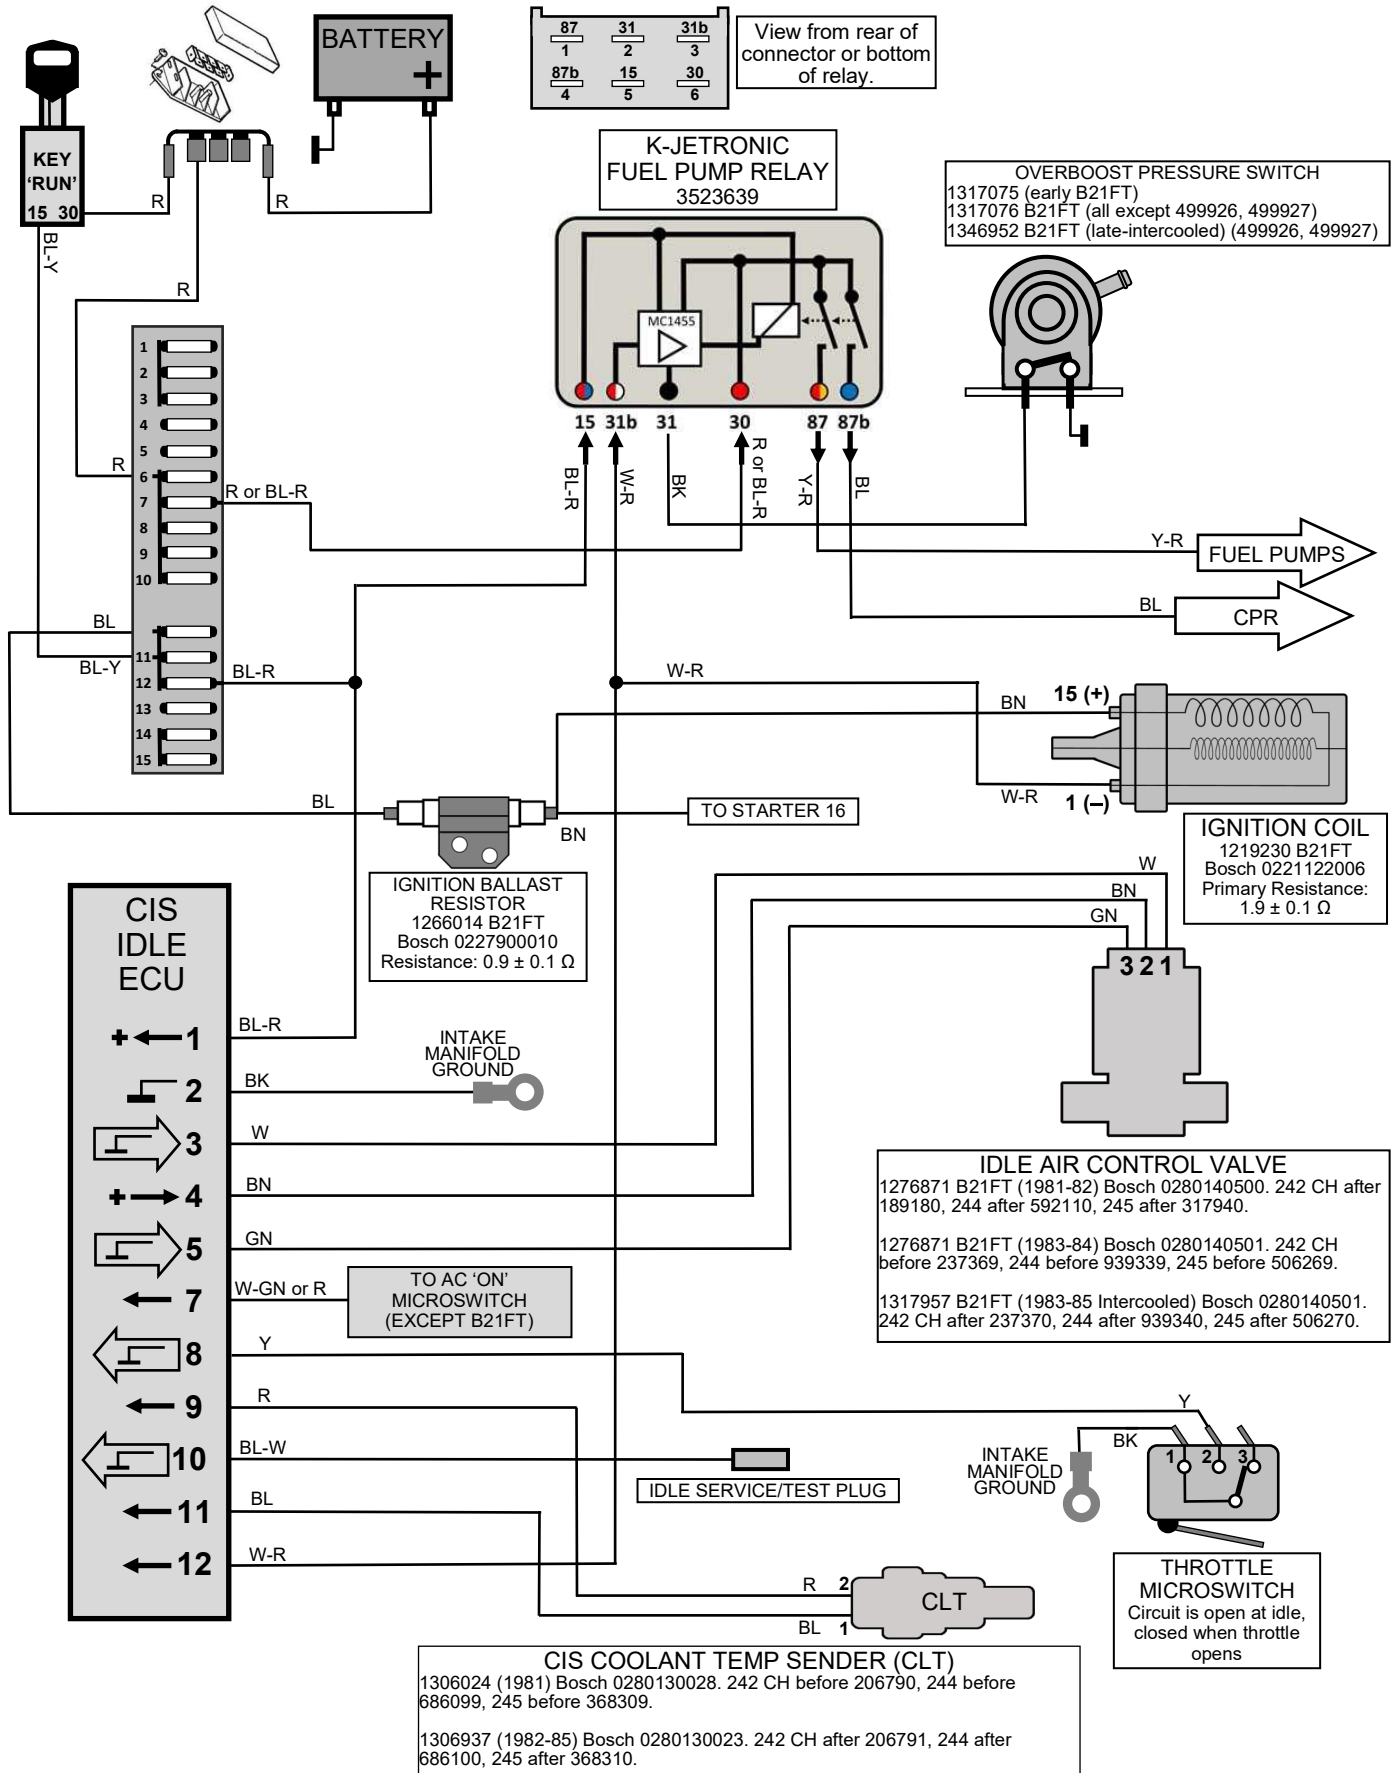 BATTERY
+
87 31 31b
1 2 3
87b 15 30
4 5 6
View from rear of
connector or bottom
of relay.
KEY
‘RUN’
15 30
R
R
BL-Y
R
K-JETRONIC
FUEL PUMP RELAY
3523639
OVERBOOST PRESSURE SWITCH
1317075 (early B21FT)
1317076 B21FT (all except 499926, 499927)
1346952 B21FT (late-intercooled) (499926, 499927)
MC1455
15 31b 31 30 87 87b
BL-R
W-R
BK
R or BL-R
Y-R
BL
1
2
3
4
5
R
6
7
R or BL-R
8
9
10
BL
11
BL-Y
12
BL-R
13
14
15
Y-R
FUEL PUMPS
BL
CPR
W-R
BN
15 (+)
W-R
1 (–)
BL
BN
TO STARTER 16
IGNITION COIL
1219230 B21FT
Bosch 0221122006
Primary Resistance:
1.9 ± 0.1 Ω
IGNITION BALLAST
RESISTOR
1266014 B21FT
Bosch 0227900010
Resistance: 0.9 ± 0.1 Ω
W
BN
GN
3 2 1
CIS
IDLE
ECU
+ 1 BL-R
2 BK
INTAKE
MANIFOLD
GROUND
3 W
+ 4 BN
5 GN
7 W-GN or R
TO AC ‘ON’
MICROSWITCH
(EXCEPT B21FT)
8 Y
9 R
10 BL-W
IDLE SERVICE/TEST PLUG
11 BL
12 W-R
IDLE AIR CONTROL VALVE
1276871 B21FT (1981-82) Bosch 0280140500. 242 CH after
189180, 244 after 592110, 245 after 317940.
1276871 B21FT (1983-84) Bosch 0280140501. 242 CH
before 237369, 244 before 939339, 245 before 506269.
1317957 B21FT (1983-85 Intercooled) Bosch 0280140501.
242 CH after 237370, 244 after 939340, 245 after 506270.
Y
BK
INTAKE
MANIFOLD
GROUND
1 2 3
THROTTLE
MICROSWITCH
Circuit is open at idle,
closed when throttle
opens
R 2
BL 1
CLT
CIS COOLANT TEMP SENDER (CLT)
1306024 (1981) Bosch 0280130028. 242 CH before 206790, 244 before
686099, 245 before 368309.
1306937 (1982-85) Bosch 0280130023. 242 CH after 206791, 244 after
686100, 245 after 368310.